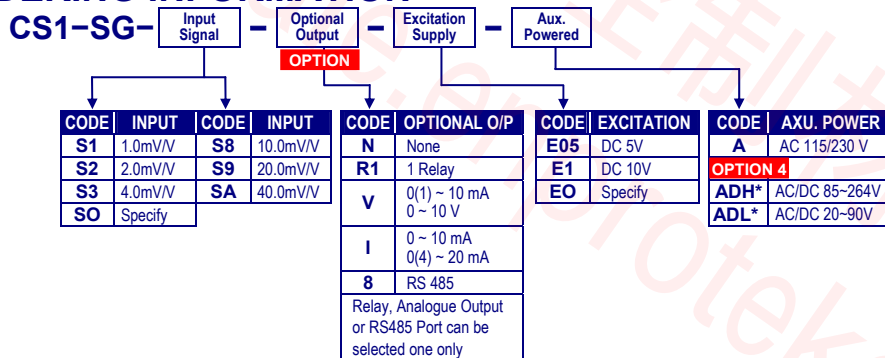 CS1-SG- Input Signal - Optional Output - Excitation Supply - Aux. Powered
OPTION
CODE INPUT CODE INPUT
S1 1.0mV/V S8 10.0mV/V
S2 2.0mV/V S9 20.0mV/V
S3 4.0mV/V SA 40.0mV/V
SO Specify
CODE OPTIONAL O/P
N None
R1 1 Relay
V 0(1) ~ 10 mA
0 ~ 10 V
I 0 ~ 10 mA
0(4) ~ 20 mA
8 RS 485
Relay, Analogue Output
or RS485 Port can be
selected one only
CODE EXCITATION
E05 DC 5V
E1 DC 10V
EO Specify
CODE AXU. POWER
A AC 115/230 V
OPTION 4
ADH* AC/DC 85~264V
ADL* AC/DC 20~90V